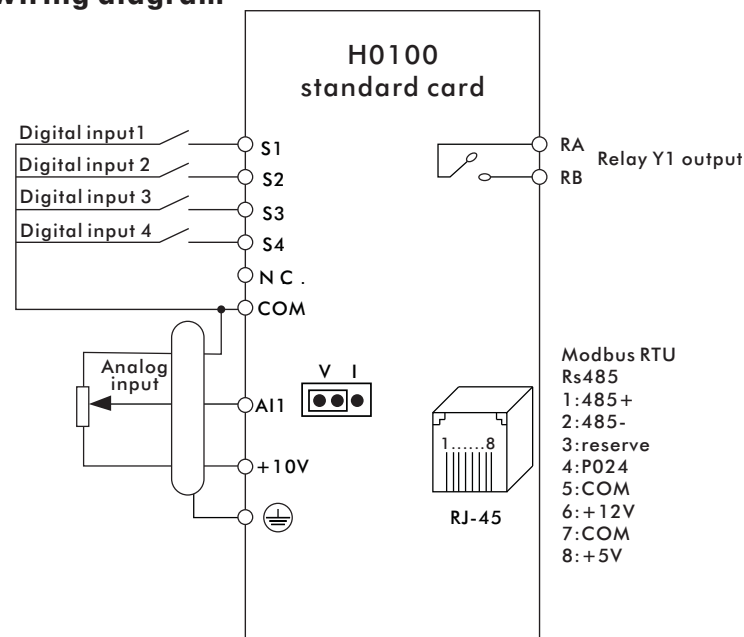 wiring diagram
H0100
standard card
Digital input1
Digital input 2
Digital input 3
Digital input 4
S1
S2
S3
S4
N C .
COM
Analog
input
AI1
+10V
V I
RA
RB
Relay Y1 output
1......8
RJ-45
Modbus RTU
Rs485
1:485+
2:485-
3:reserve
4:P024
5:COM
6:+12V
7:COM
8:+5V